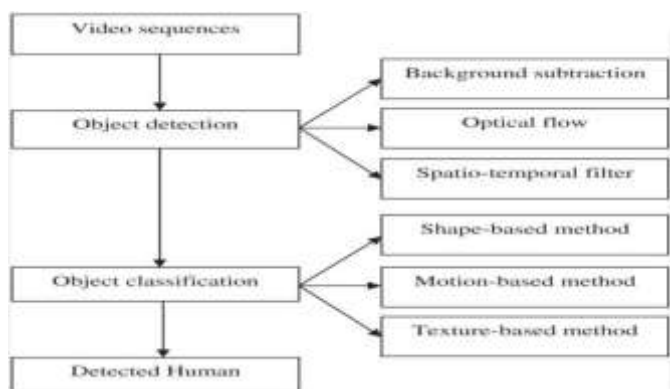 Video sequences
Background subtraction
Object detection
Optical flow
Spatio-temporal filter
Shape-based method
Object classification
Motion-based method
Texture-based method
Detected Human